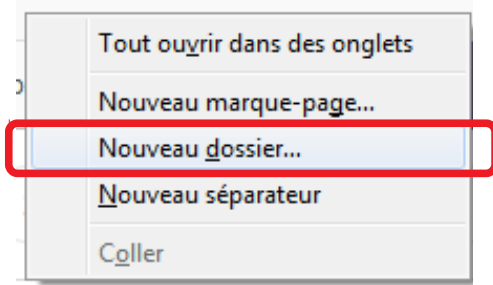 Tout ouvrir dans des onglets
Nouveau marque-page...
Nouveau dossier...
Nouveau séparateur
Coller